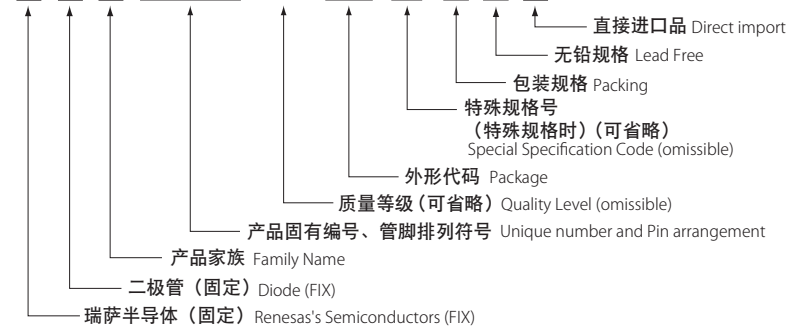 直接进口品 Direct import
无铅规格 Lead Free
包装规格 Packing
特殊规格号
（特殊规格时）（可省略）
Special Specification Code (omissible)
外形代码 Package
质量等级（可省略）Quality Level (omissible)
产品固有编号、管脚排列符号 Unique number and Pin arrangement
产品家族 Family Name
二极管（固定）Diode (FIX)
瑞萨半导体（固定）Renesas's Semiconductors (FIX)